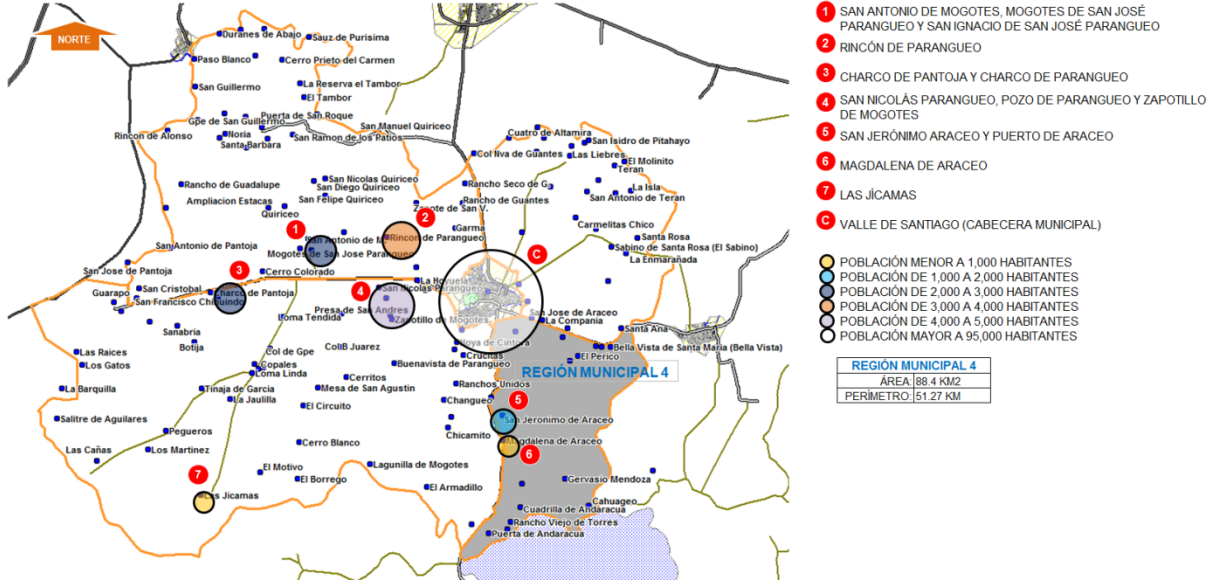 NORTE
Duranes de Abajo
Sauz de Purisima
Paso Blanco
Cerro Prieto del Carmen
San Guillermo
La Reserva el Tambor
El Tambor
Gpe de San Guillermo
Puerta de San Roque
San Manuel Quiriceo
Rincon de Alonso
Noria
San Ramon de los Patios
Santa Barbara
Cuatro de Altamira
San Isidro de Pitahayo
Col Nva de Guantes
Las Liebres
El Molinito
Teran
Rancho de Guadalupe
San Nicolas Quiriceo
San Diego Quiriceo
Rancho Seco de G.
La Isla
San Antonio de Teran
Ampliacion Estacas
San Felipe Quiriceo
Rancho de Guantes
Quiriceo
Zapote de San V.
Carmelitas Chico
Garma
1
2
San Antonio de Pantoja
San Antonio de M
Rincon de Parangueo
Santa Rosa
Mogotes de San Jose Parangueo
Sabino de Santa Rosa (El Sabino)
C
La Enmarañada
San Jose de Pantoja
3
Cerro Colorado
La Hoyuela
Guarapo
San Cristobal
Charco de Pantoja
4
San Nicolas Parangueo
San Francisco Chihuindo
Loma Tendida
Presa de San Andres
Zapotillo de Mogotes
San Jose de Araceo
La Compania
Sanabria
Santa Ana
Botija
Col de Gpe
ColiB Juarez
Hoya de Cintora
Bella Vista de Santa Maria (Bella Vista)
Las Raices
Crucitas
El Perico
Los Gatos
Copales
Buenavista de Parangueo
Loma Linda
REGIÓN MUNICIPAL 4
La Barquilla
Tinaja de Garcia
Cerritos
Mesa de San Agustin
Ranchos Unidos
La Jaulilla
El Circuito
Changueo
5
Salitre de Aguilares
San Jeronimo de Araceo
Pegueros
Chicamito
Las Cañas
Los Martinez
Cerro Blanco
Magdalena de Araceo
6
7
El Motivo
Lagunilla de Mogotes
El Borrego
Gervasio Mendoza
El Armadillo
Las Jicamas
Cahuageo
Cuadrilla de Andaracua
Rancho Viejo de Torres
Puerta de Andaracua
1 SAN ANTONIO DE MOGOTES, MOGOTES DE SAN JOSÉ
PARANGUEO Y SAN IGNACIO DE SAN JOSÉ PARANGUEO
2 RINCÓN DE PARANGUEO
3 CHARCO DE PANTOJA Y CHARCO DE PARANGUEO
4 SAN NICOLÁS PARANGUEO, POZO DE PARANGUEO Y ZAPOTILLO
DE MOGOTES
5 SAN JERÓNIMO ARACEO Y PUERTO DE ARACEO
6 MAGDALENA DE ARACEO
7 LAS JÍCAMAS
C VALLE DE SANTIAGO (CABECERA MUNICIPAL)
POBLACIÓN MENOR A 1,000 HABITANTES
POBLACIÓN DE 1,000 A 2,000 HABITANTES
POBLACIÓN DE 2,000 A 3,000 HABITANTES
POBLACIÓN DE 3,000 A 4,000 HABITANTES
POBLACIÓN DE 4,000 A 5,000 HABITANTES
POBLACIÓN MAYOR A 95,000 HABITANTES
REGIÓN MUNICIPAL 4
ÁREA: 88.4 KM2
PERÍMETRO: 51.27 KM